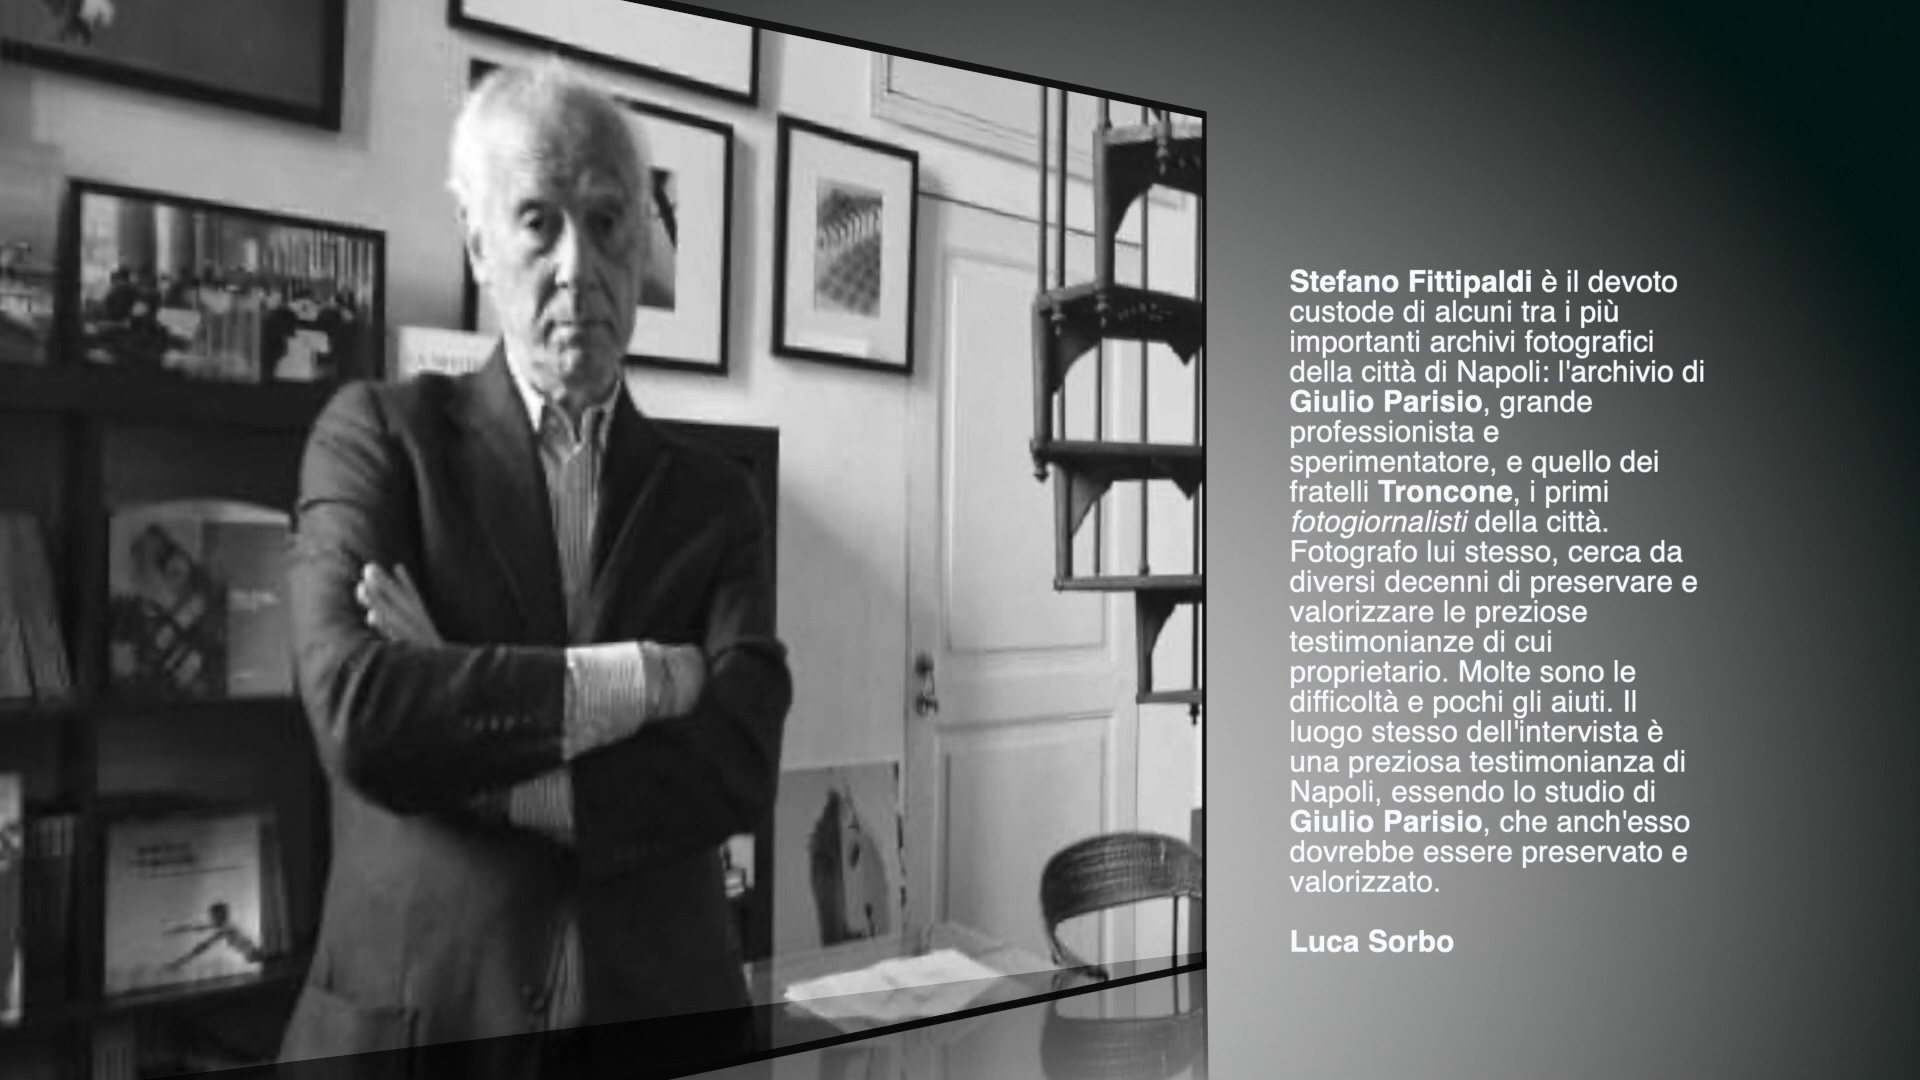 Stefano Fittipaldi è il devoto
custode di alcuni tra i più
importanti archivi fotografici
della città di Napoli: l'archivio di
Giulio Parisio, grande
professionista e
sperimentatore, e quello dei
fratelli Troncone, i primi
fotogiornalisti della città.
Fotografo lui stesso, cerca da
diversi decenni di preservare e
valorizzare le preziose
testimonianze di cui
proprietario. Molte sono le
difficoltà e pochi gli aiuti. Il
luogo stesso dell'intervista è
una preziosa testimonianza di
Napoli, essendo lo studio di
Giulio Parisio, che anch'esso
dovrebbe essere preservato e
valorizzato.
Luca Sorbo